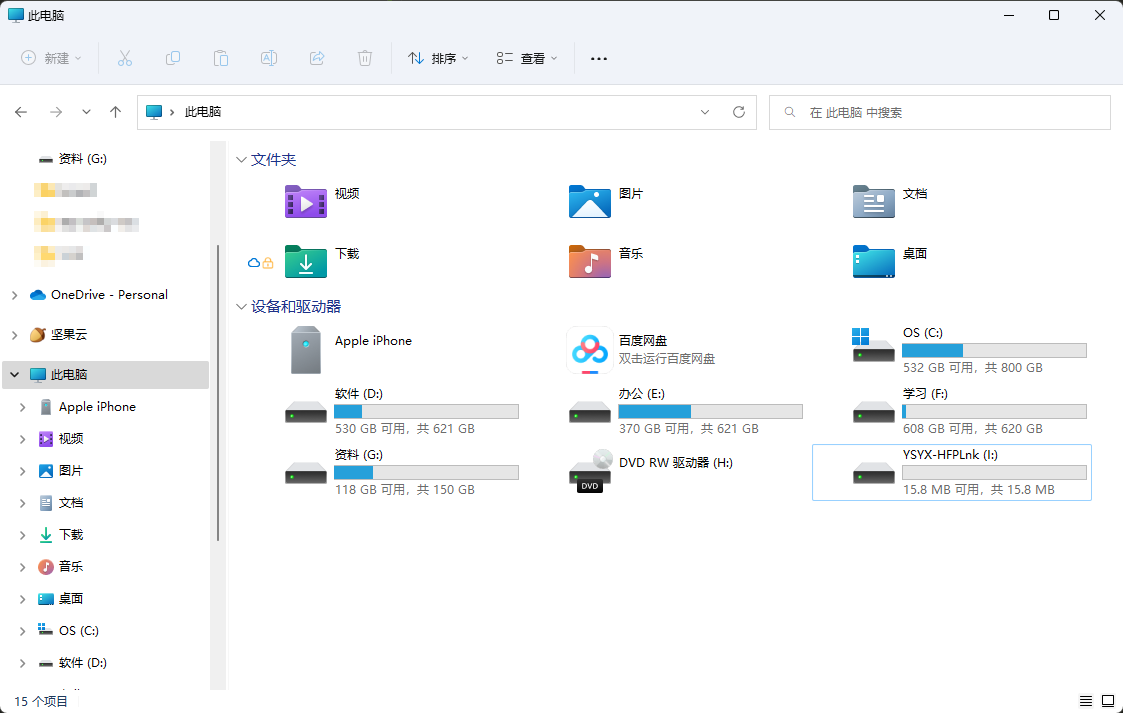 此电脑
新建
排序
查看
此电脑
在 此电脑 中搜索
资料 (G:)
OneDrive - Personal
坚果云
此电脑
Apple iPhone
视频
图片
文档
下载
音乐
桌面
OS (C:)
软件 (D:)
文件夹
视频
图片
文档
下载
音乐
桌面
设备和驱动器
Apple iPhone
百度网盘
双击运行百度网盘
OS (C:)
532 GB 可用，共 800 GB
软件 (D:)
530 GB 可用，共 621 GB
办公 (E:)
370 GB 可用，共 621 GB
学习 (F:)
608 GB 可用，共 620 GB
资料 (G:)
118 GB 可用，共 150 GB
DVD
DVD RW 驱动器 (H:)
YSYX-HFPLnk (I:)
15.8 MB 可用，共 15.8 MB
15 个项目